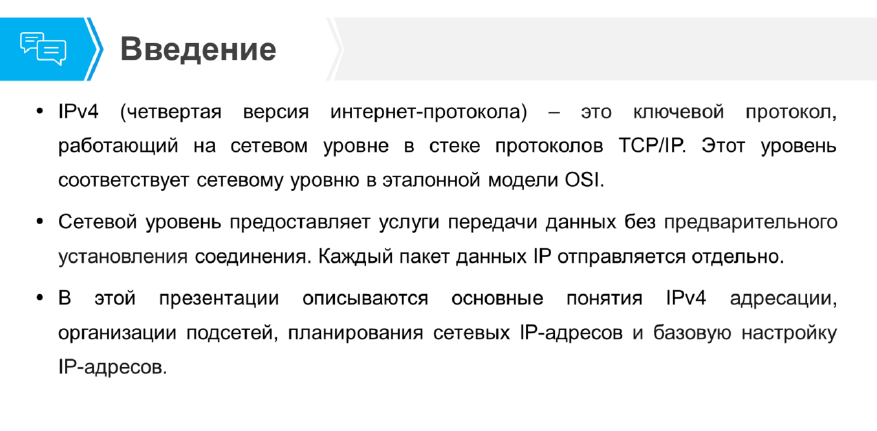 Введение
• IPv4 (четвертая версия интернет-протокола) – это ключевой протокол,
работающий на сетевом уровне в стеке протоколов TCP/IP. Этот уровень
соответствует сетевому уровню в эталонной модели OSI.
• Сетевой уровень предоставляет услуги передачи данных без предварительного
установления соединения. Каждый пакет данных IP отправляется отдельно.
• В этой презентации описываются основные понятия IPv4 адресации,
организации подсетей, планирования сетевых IP-адресов и базовую настройку
IP-адресов.